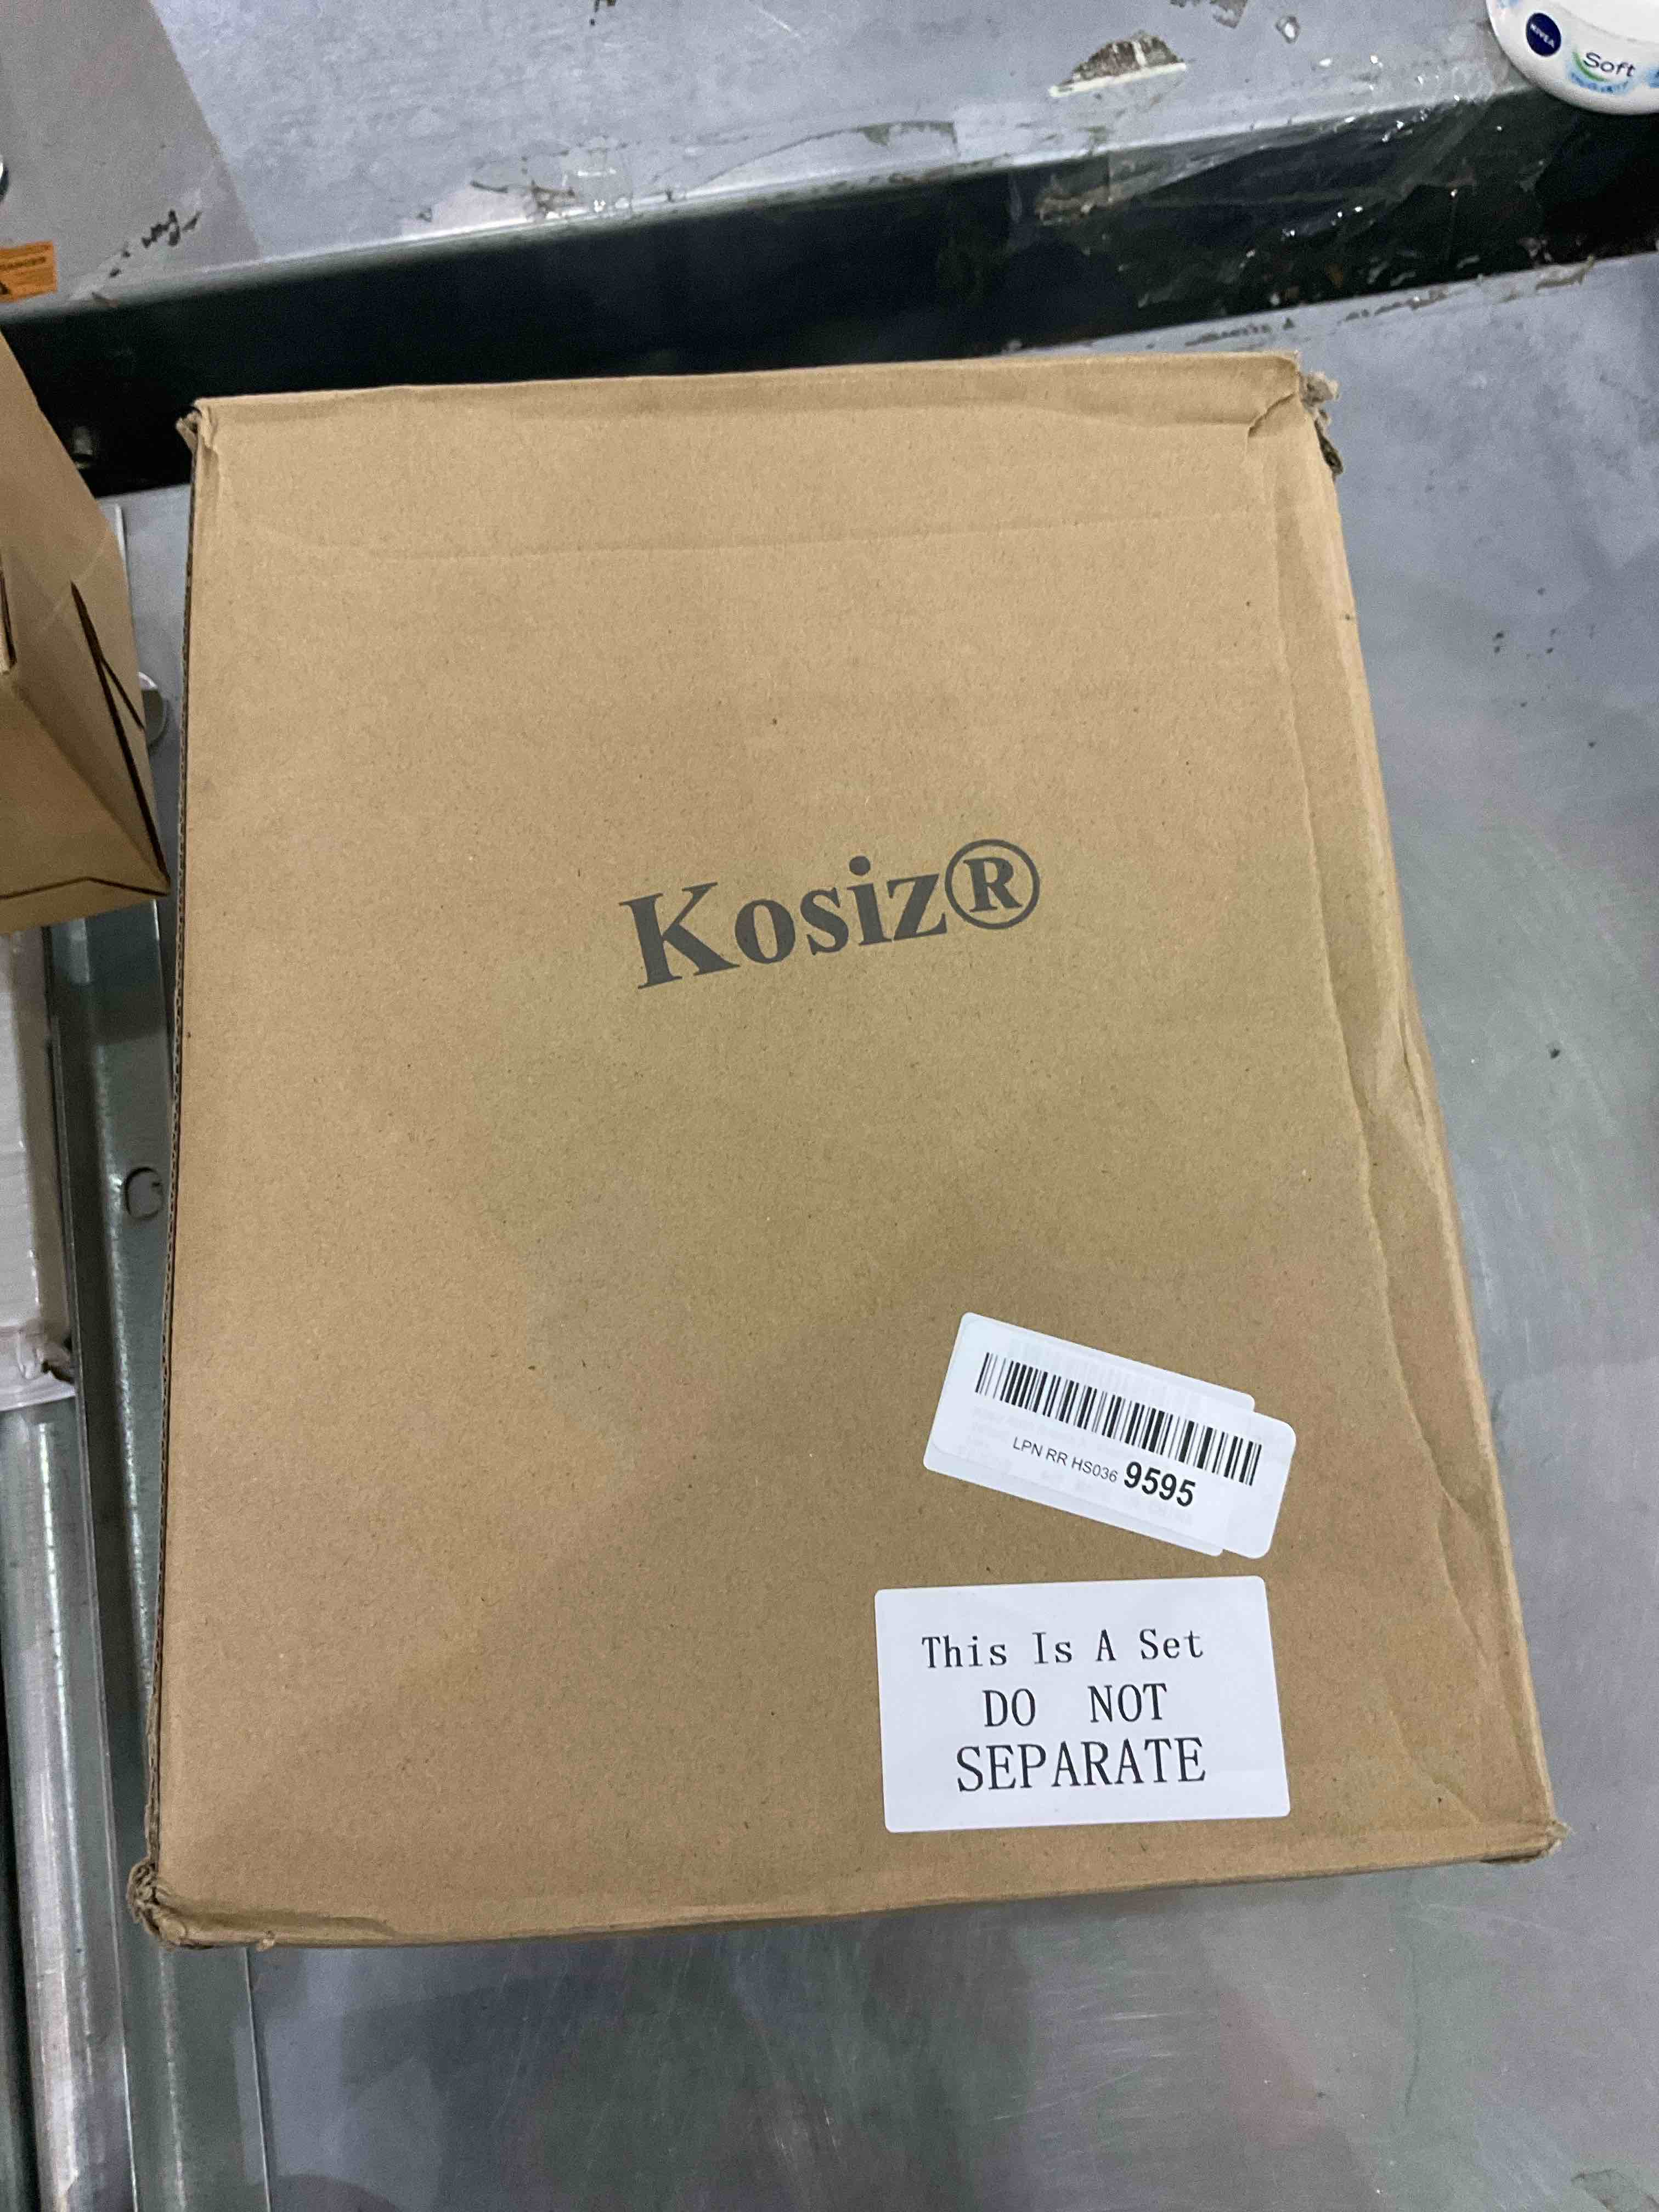 NIVEA
Soft
Kosiz®
LPN RR HS036 9595
This Is A Set
DO NOT
SEPARATE